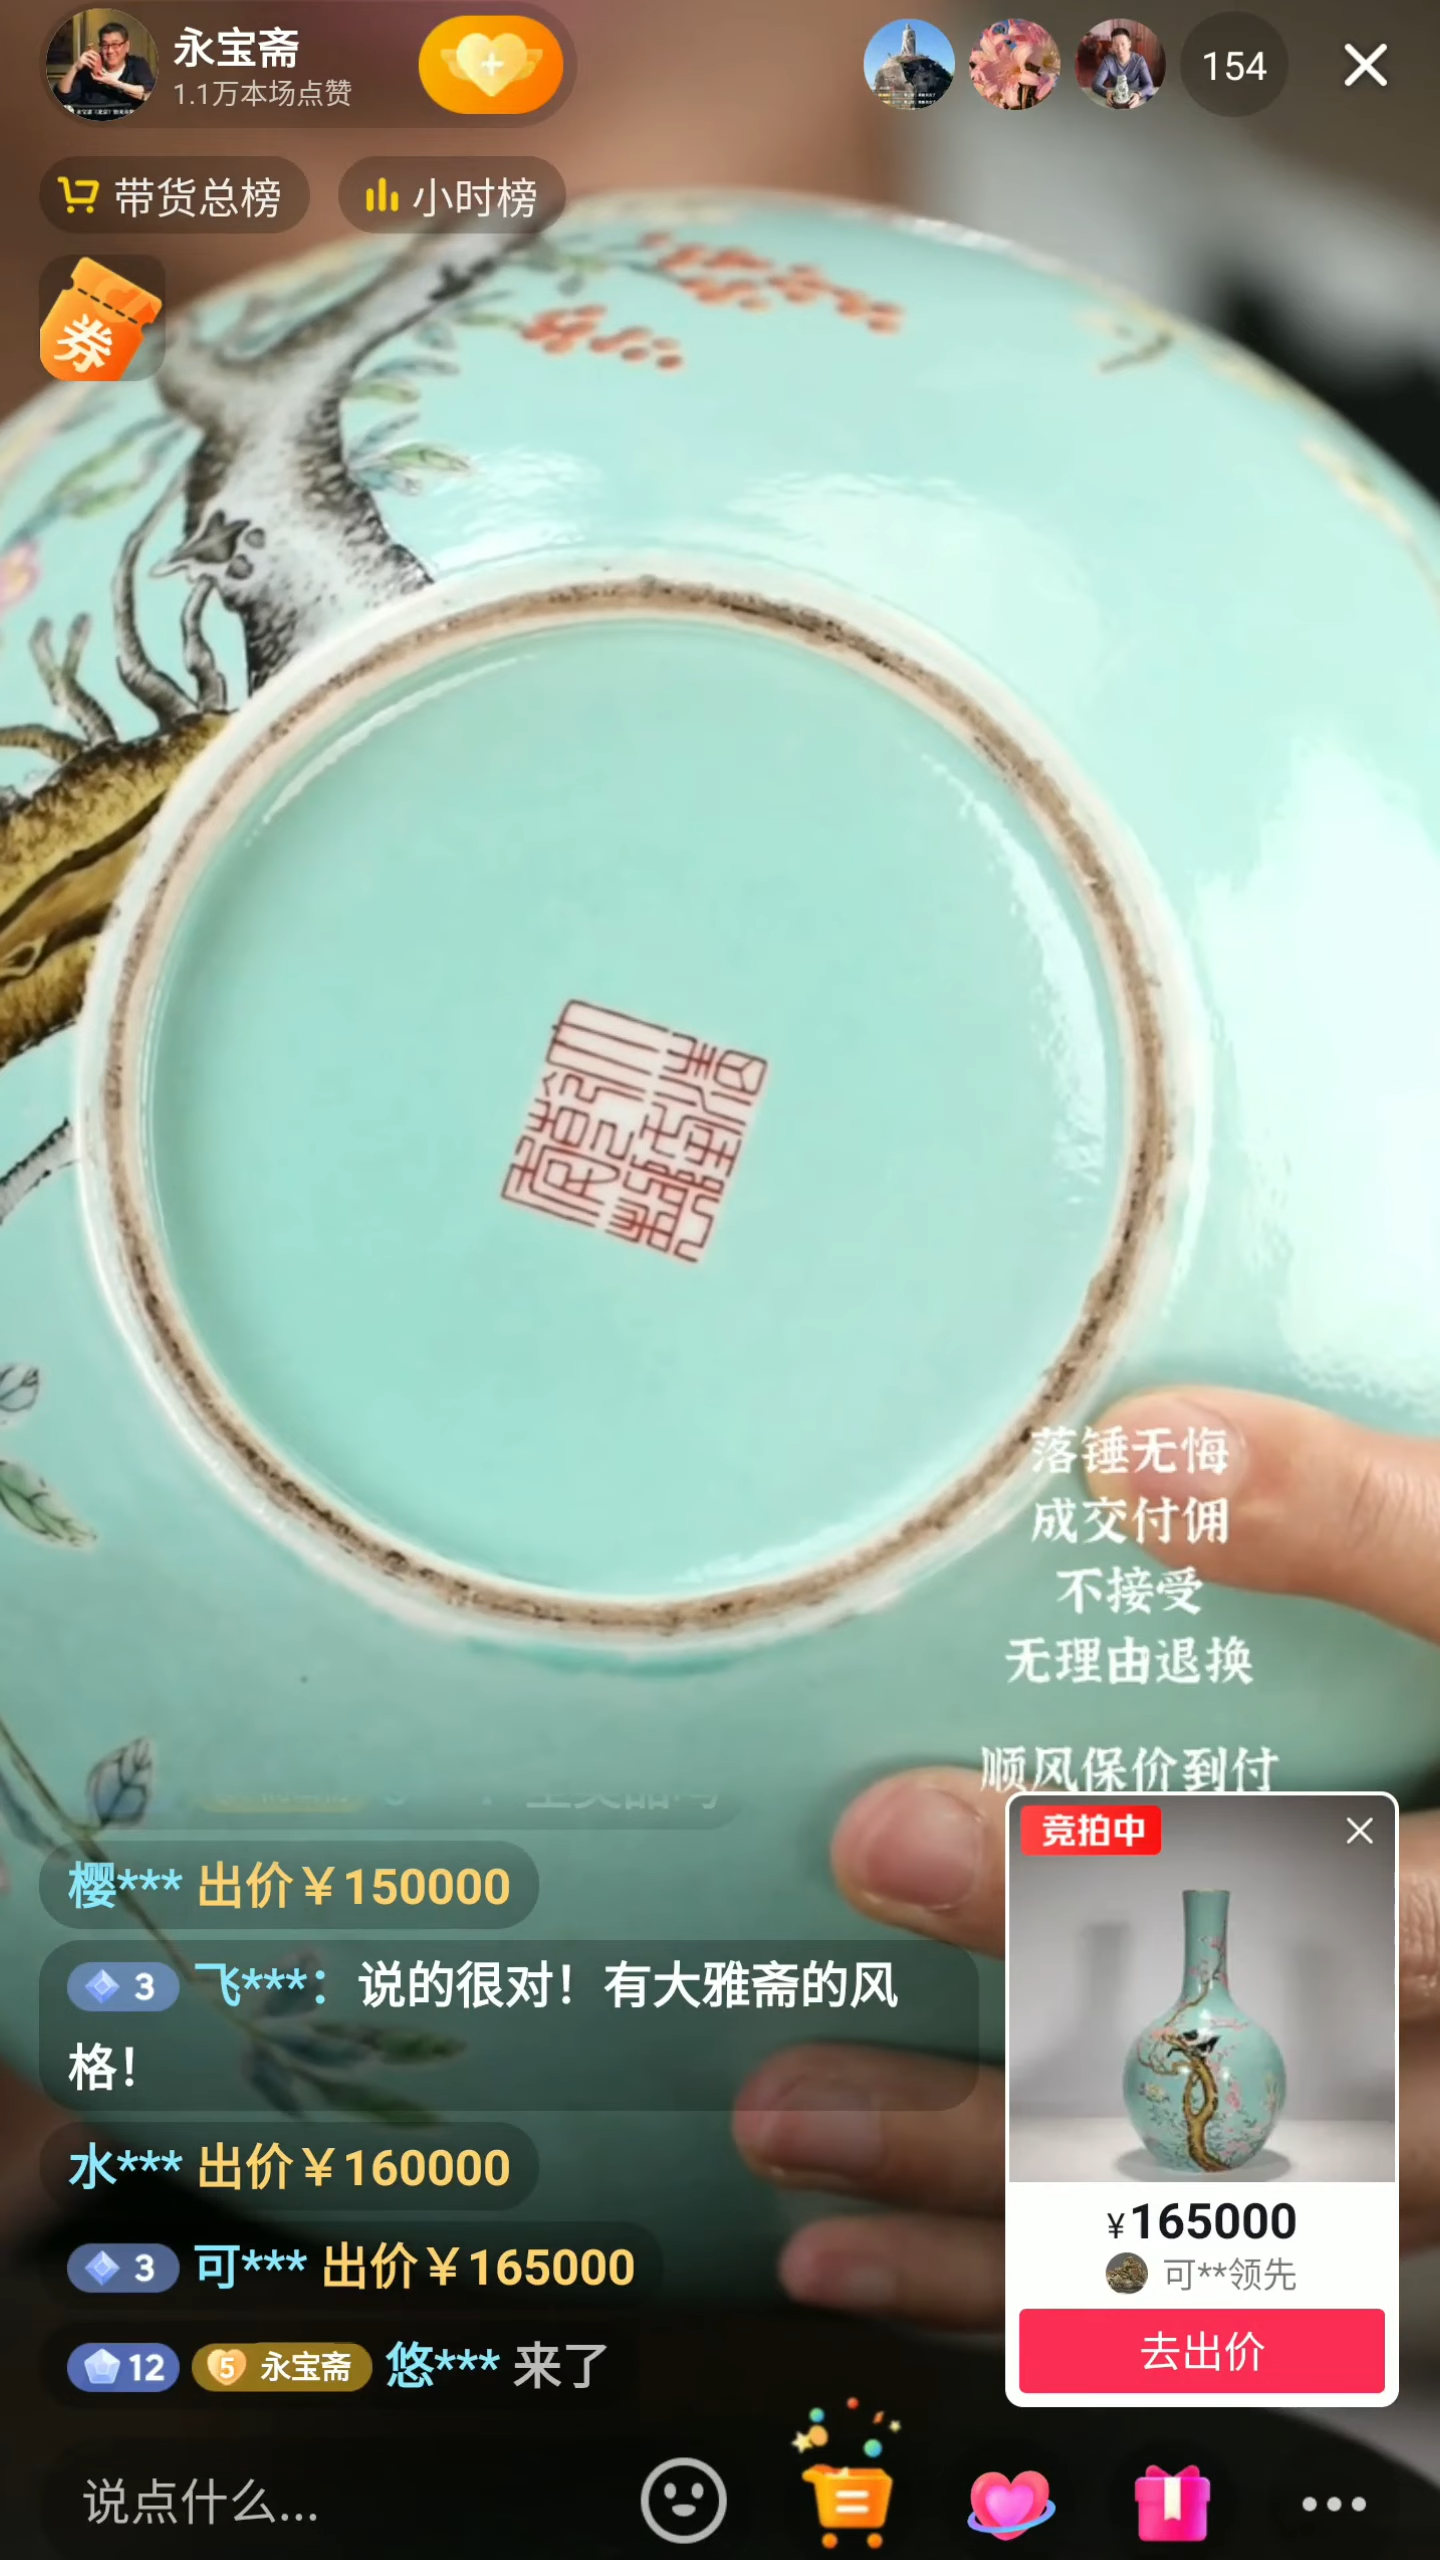 永宝斋
1.1万本场点赞
154
带货总榜
小时榜
券
落锤无悔
成交付佣
不接受
无理由退换
顺风保价到付
竞拍中
樱*** 出价￥150000
3 飞***：说的很对！有大雅斋的风
格！
水*** 出价￥160000
3 可*** 出价￥165000
12 5 永宝斋 悠*** 来了
¥165000
可**领先
去出价
说点什么...